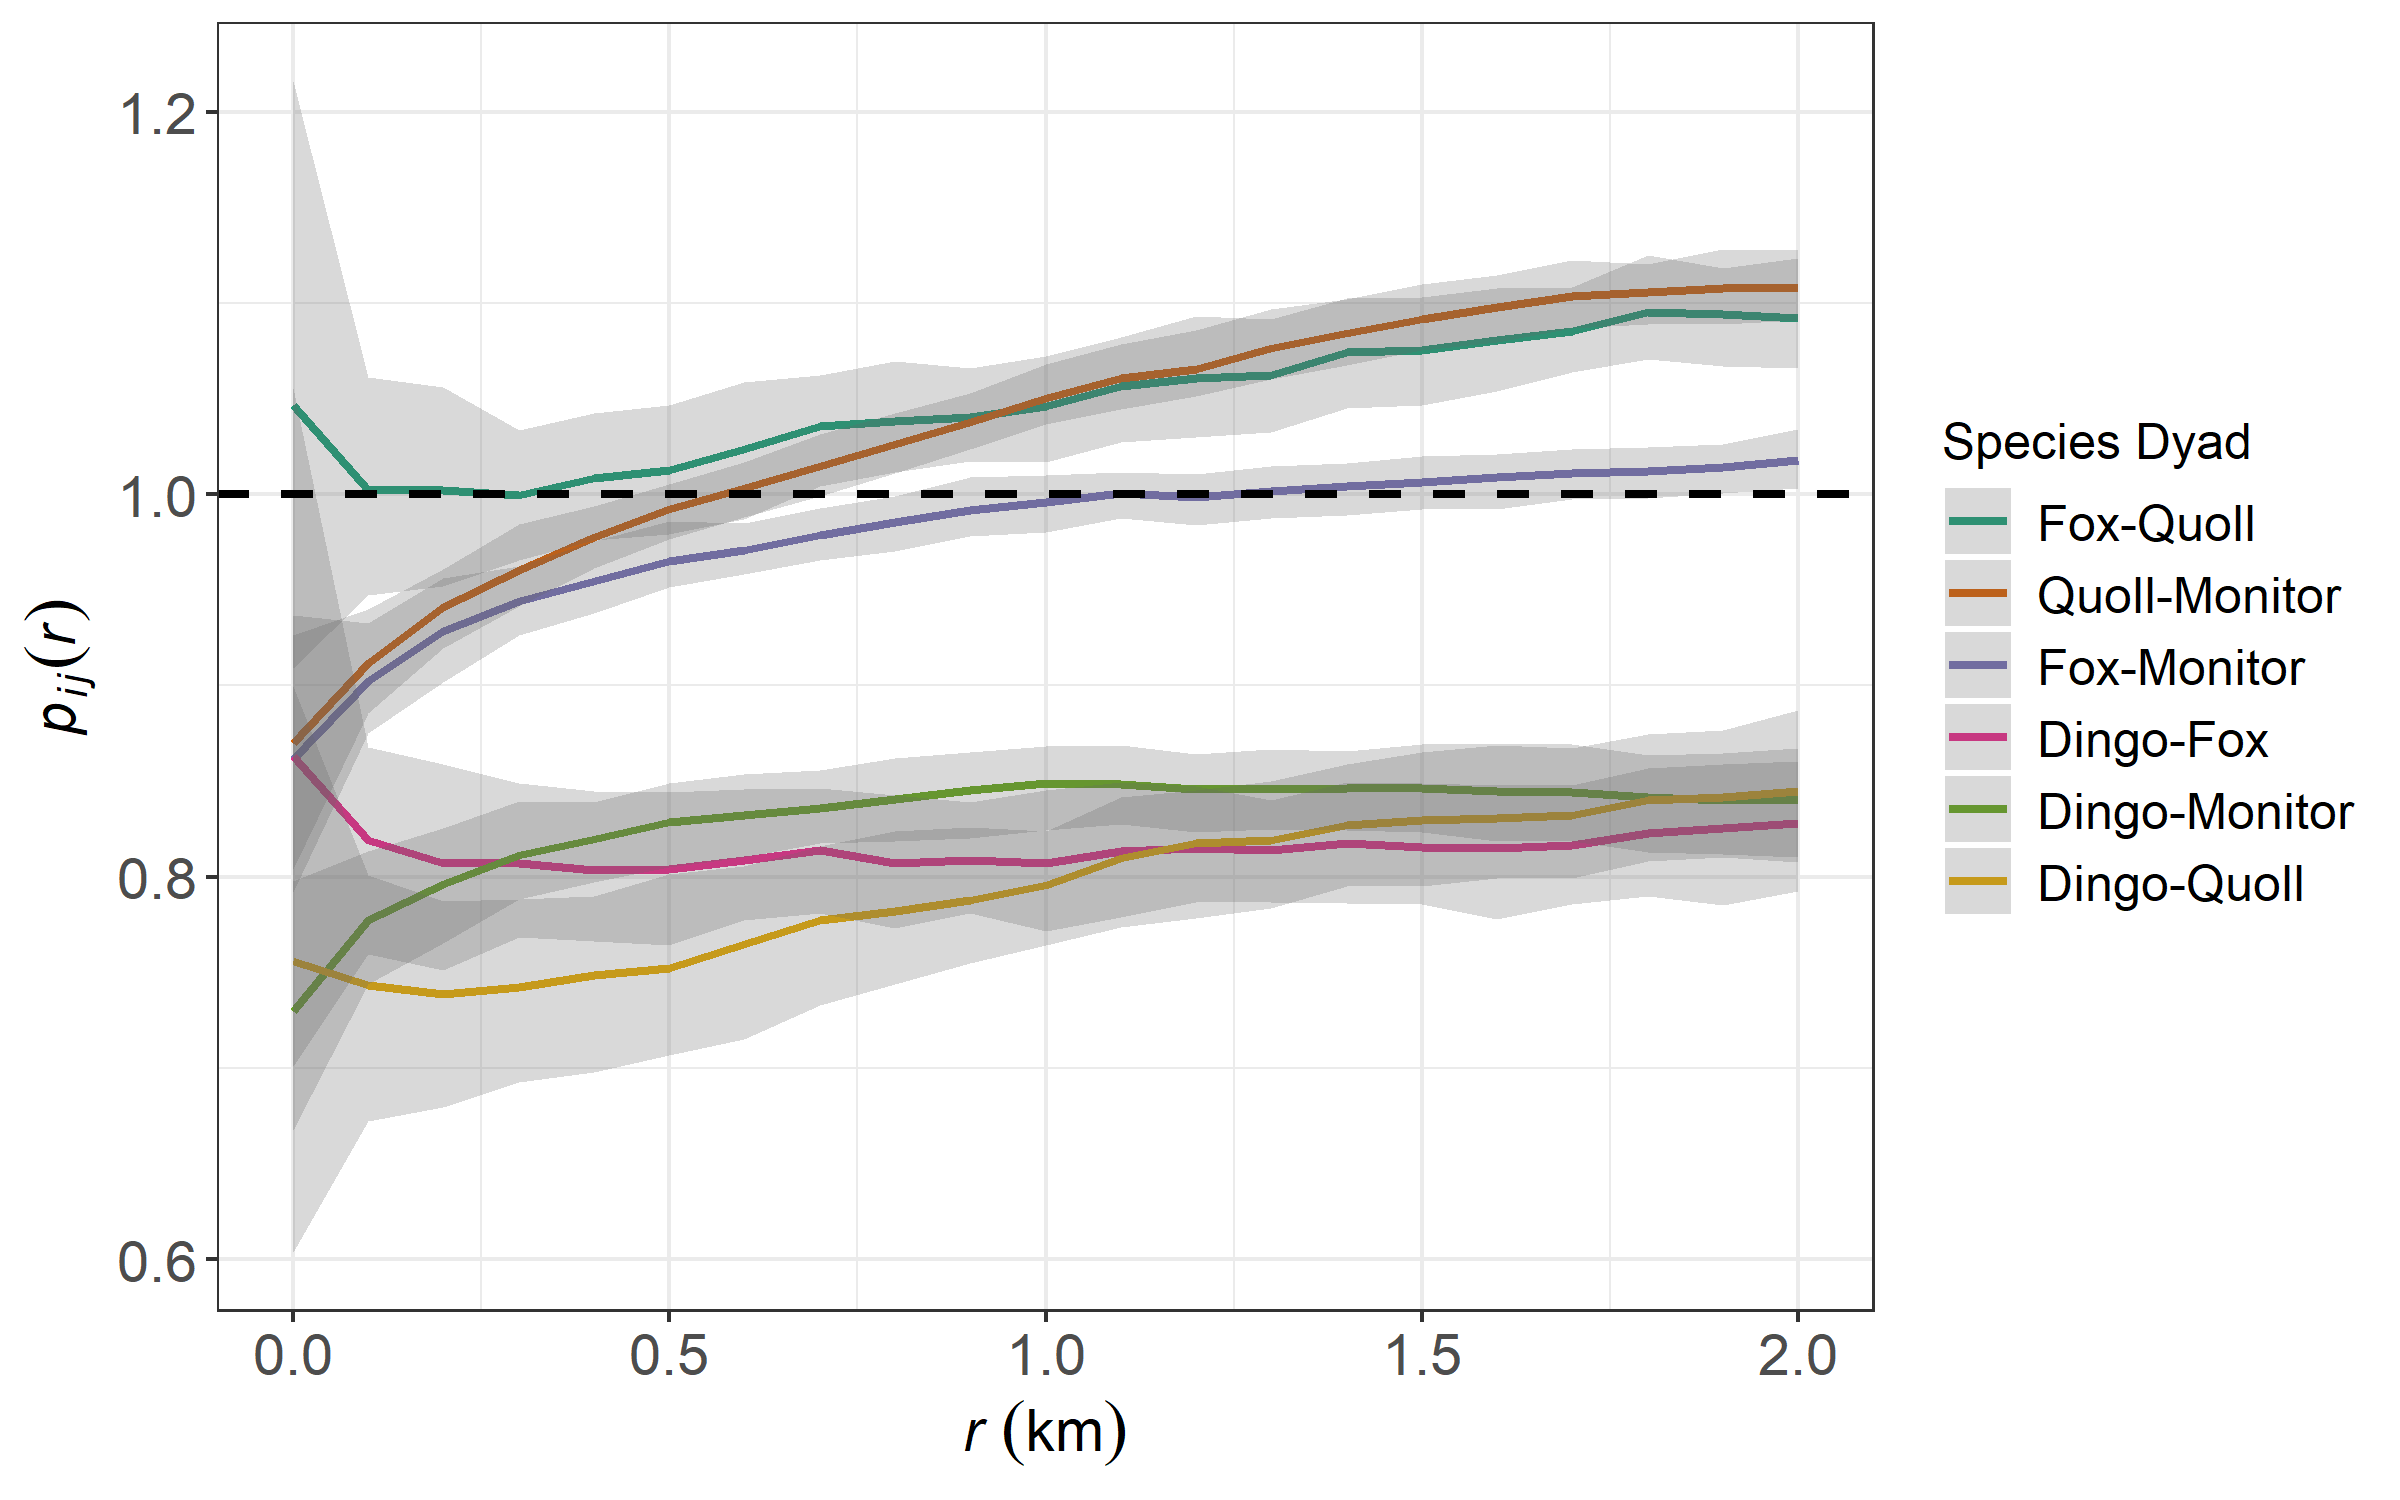 1.2
1.0
0.8
0.6
pij(r)
0.0 0.5 1.0 1.5 2.0
r (km)
Species Dyad
Fox-Quoll
Quoll-Monitor
Fox-Monitor
Dingo-Fox
Dingo-Monitor
Dingo-Quoll